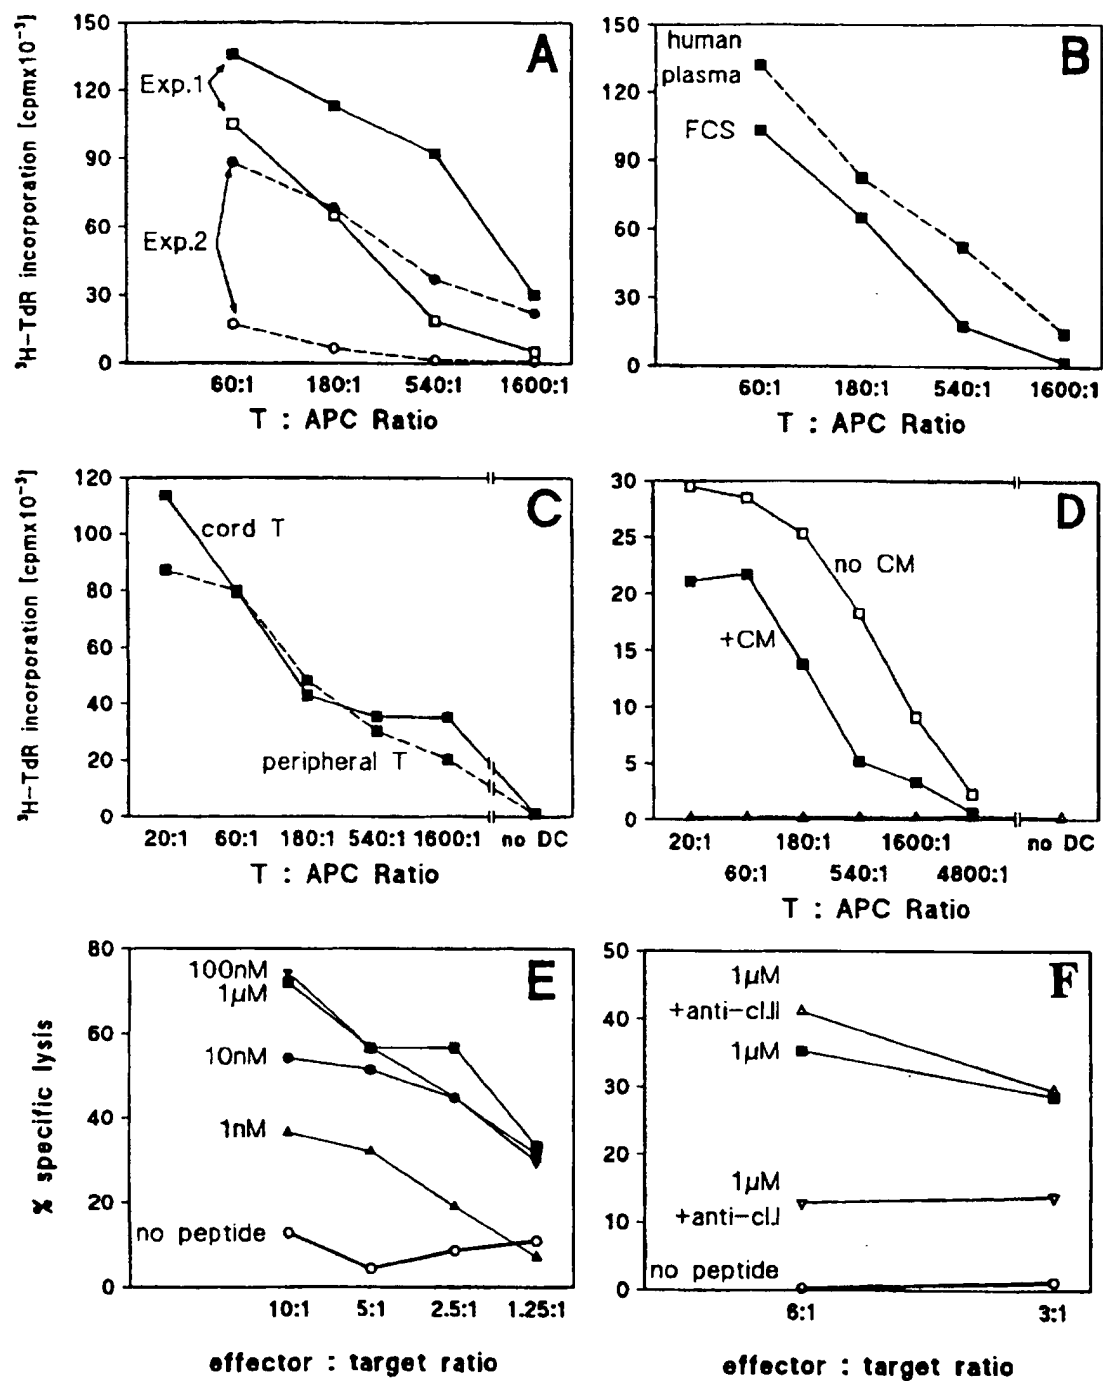 A
³H-TdR incorporation [cpmx10⁻³]
150
120
90
60
30
0
Exp.1
Exp.2
60:1 180:1 540:1 1600:1
T : APC Ratio
B
150
120
90
60
30
0
human
plasma
FCS
60:1 180:1 540:1 1600:1
T : APC Ratio
C
³H-TdR incorporation [cpmx10⁻³]
120
100
80
60
40
20
0
cord T
peripheral T
20:1 60:1 180:1 540:1 1600:1 no DC
T : APC Ratio
D
30
25
20
15
10
5
0
no CM
+CM
20:1 180:1 1600:1 no DC
60:1 540:1 4800:1
T : APC Ratio
E
% specific lysis
80
60
40
20
0
100nM
1µM
10nM
1nM
no peptide
10:1 5:1 2.5:1 1.25:1
effector : target ratio
F
50
40
30
20
10
0
1µM
+anti-cl.II
1µM
1µM
+anti-cl.I
no peptide
6:1 3:1
effector : target ratio